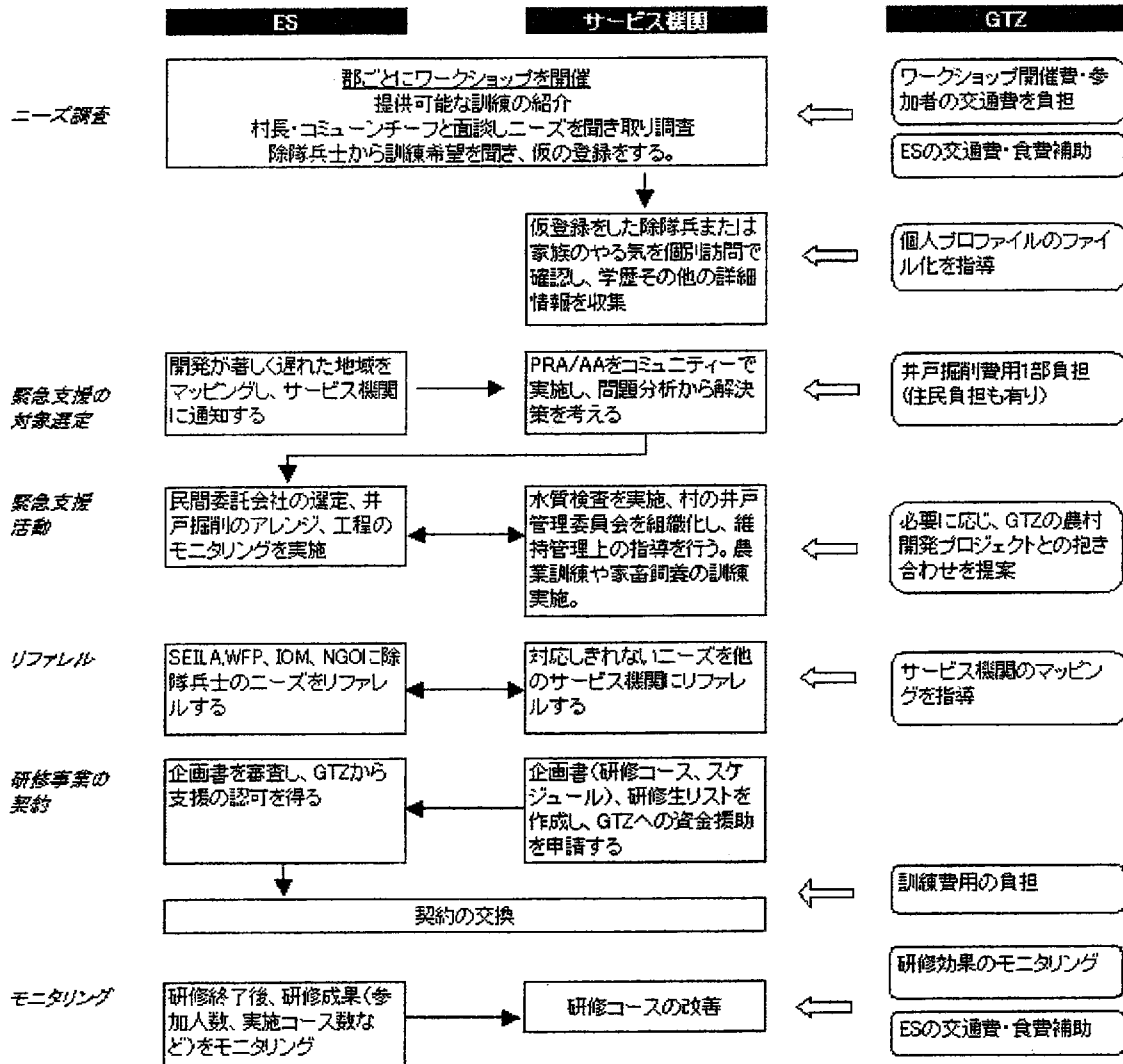 ES
サービス機関
GTZ
ニーズ調査
郡ごとにワークショップを開催
提供可能な訓練の紹介
村長・コミューンチーフと面談しニーズを聞き取り調査
除隊兵士から訓練希望を聞き、仮の登録をする。
ワークショップ開催費・参
加者の交通費を負担
ESの交通費・食費補助
仮登録をした除隊兵または
家族のやる気を個別訪問で
確認し、学歴その他の詳細
情報を収集
個人プロファイルのファイ
ル化を指導
緊急支援の
対象選定
開発が著しく遅れた地域を
マッピングし、サービス機関
に通知する
PRA/AAをコミュニティーで
実施し、問題分析から解決
策を考える
井戸掘削費用1部負担
(住民負担も有り)
緊急支援
活動
民間委託会社の選定、井
戸掘削のアレンジ、工程の
モニタリングを実施
水質検査を実施、村の井戸
管理委員会を組織化し、維
持管理上の指導を行う。農
業訓練や家畜飼養の訓練
実施。
必要に応じ、GTZの農村
開発プロジェクトとの抱き
合わせを提案
リファレル
SEILA,WFP、IOM、NGOに除
隊兵士のニーズをリファレ
ルする
対応しきれないニーズを他
のサービス機関にリファレ
ルする
サービス機関のマッピン
グを指導
研修事業の
契約
企画書を審査し、GTZから
支援の認可を得る
企画書(研修コース、スケ
ジュール)、研修生リストを
作成し、GTZへの資金援助
を申請する
訓練費用の負担
契約の交換
モニタリング
研修終了後、研修成果(参
加人数、実施コース数な
ど)をモニタリング
研修コースの改善
研修効果のモニタリング
ESの交通費・食費補助